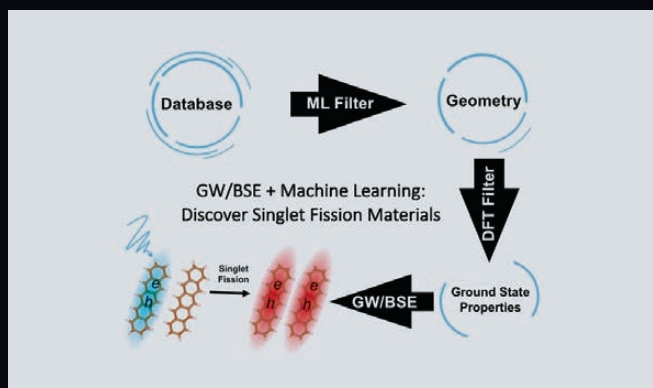 Database
ML Filter
Geometry
DFT Filter
GW/BSE + Machine Learning:
Discover Singlet Fission Materials
Singlet
Fission
e
h
e
h
e
h
GW/BSE
Ground State
Properties